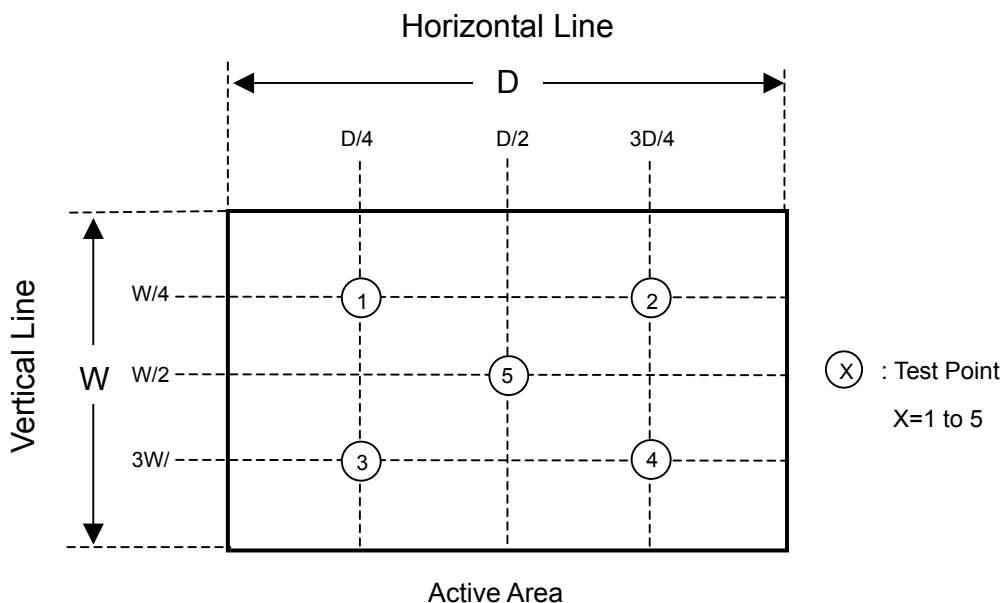 Horizontal Line
D
D/4 D/2 3D/4
Vertical Line
W
W/4
1 2
W/2
5
3W/
3 4
X : Test Point
X=1 to 5
Active Area